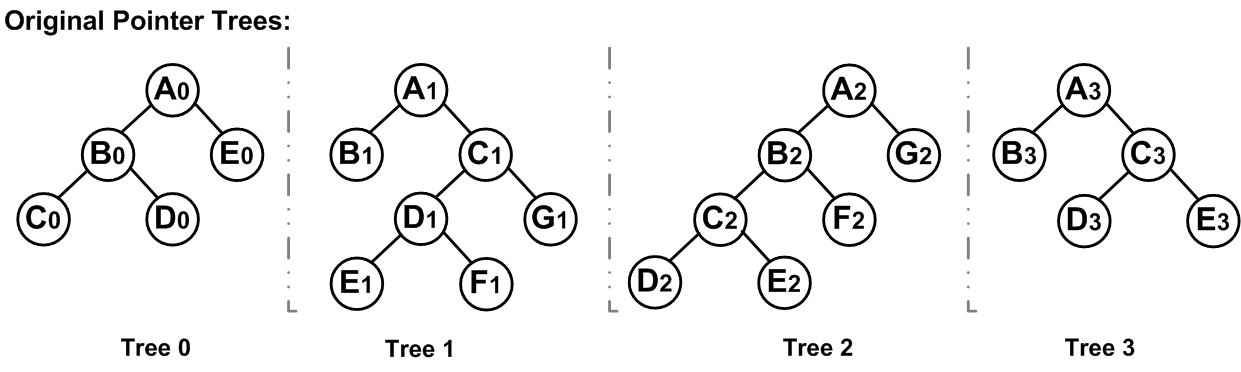 Original Pointer Trees:
A0
B0 E0
C0 D0
Tree 0
A1
B1 C1
D1 G1
E1 F1
Tree 1
A2
B2 G2
C2 F2
D2 E2
Tree 2
A3
B3 C3
D3 E3
Tree 3